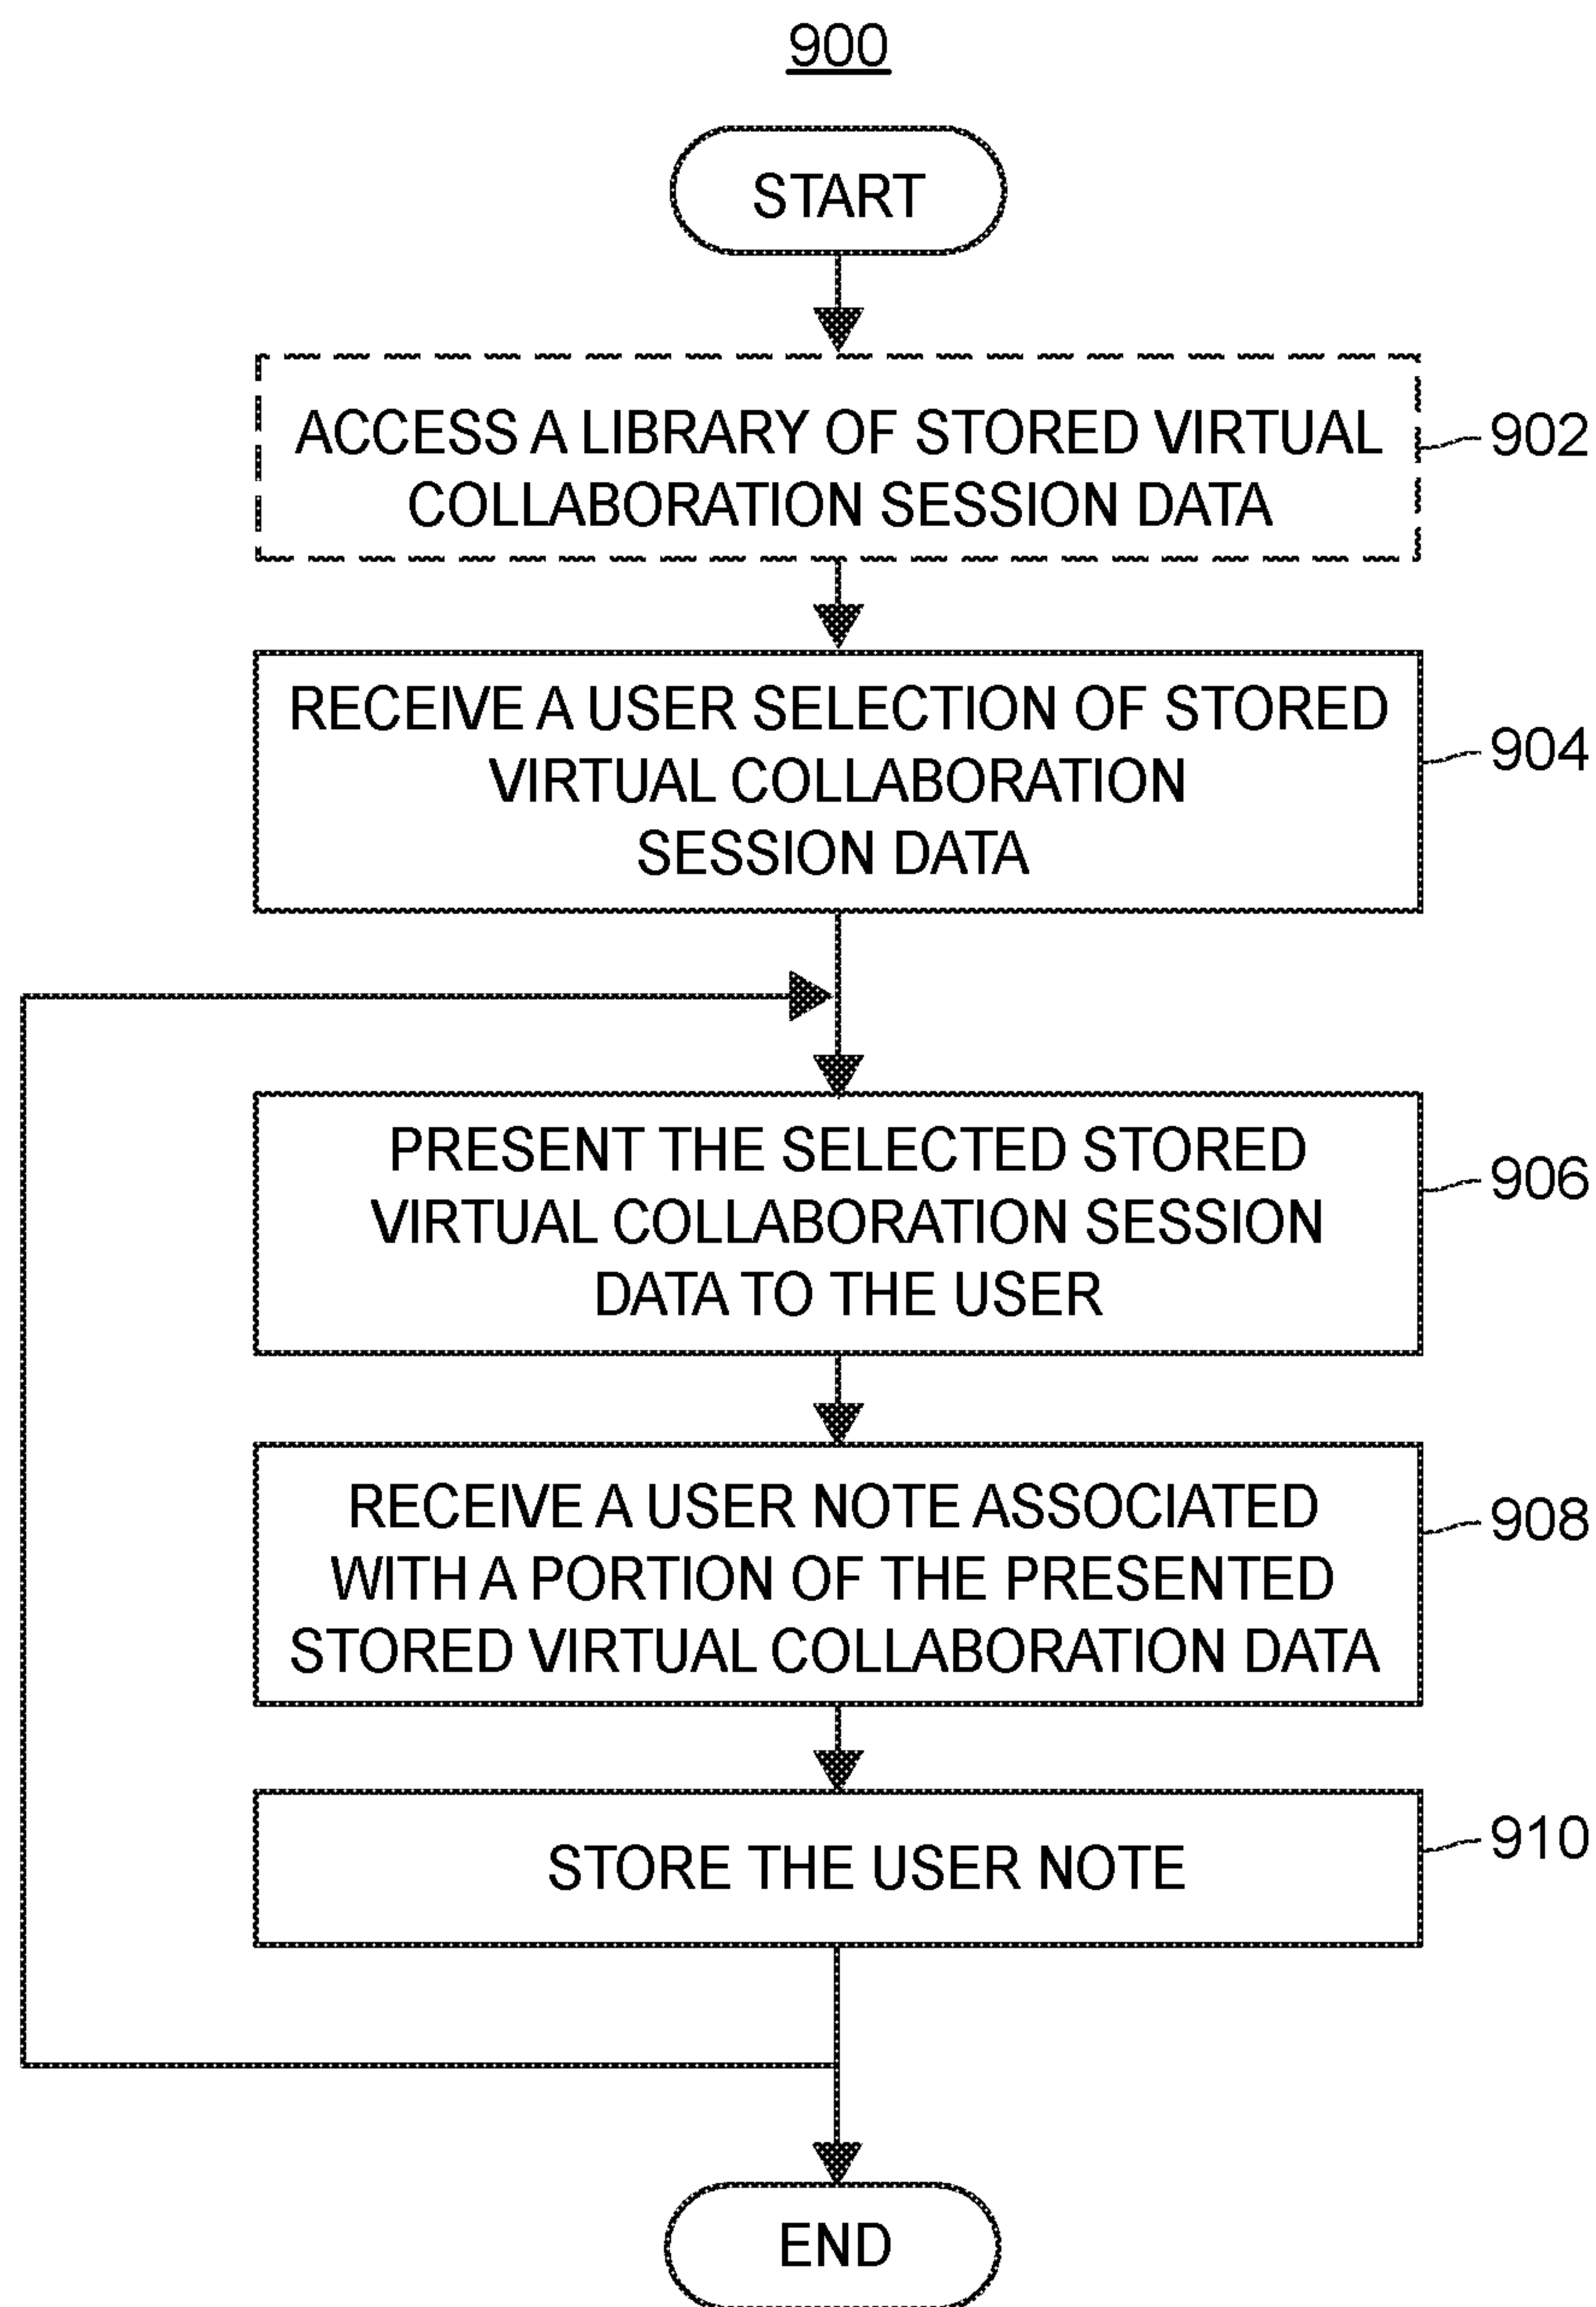 900
START
ACCESS A LIBRARY OF STORED VIRTUAL
COLLABORATION SESSION DATA
902
RECEIVE A USER SELECTION OF STORED
VIRTUAL COLLABORATION
SESSION DATA
904
PRESENT THE SELECTED STORED
VIRTUAL COLLABORATION SESSION
DATA TO THE USER
906
RECEIVE A USER NOTE ASSOCIATED
WITH A PORTION OF THE PRESENTED
STORED VIRTUAL COLLABORATION DATA
908
STORE THE USER NOTE
910
END